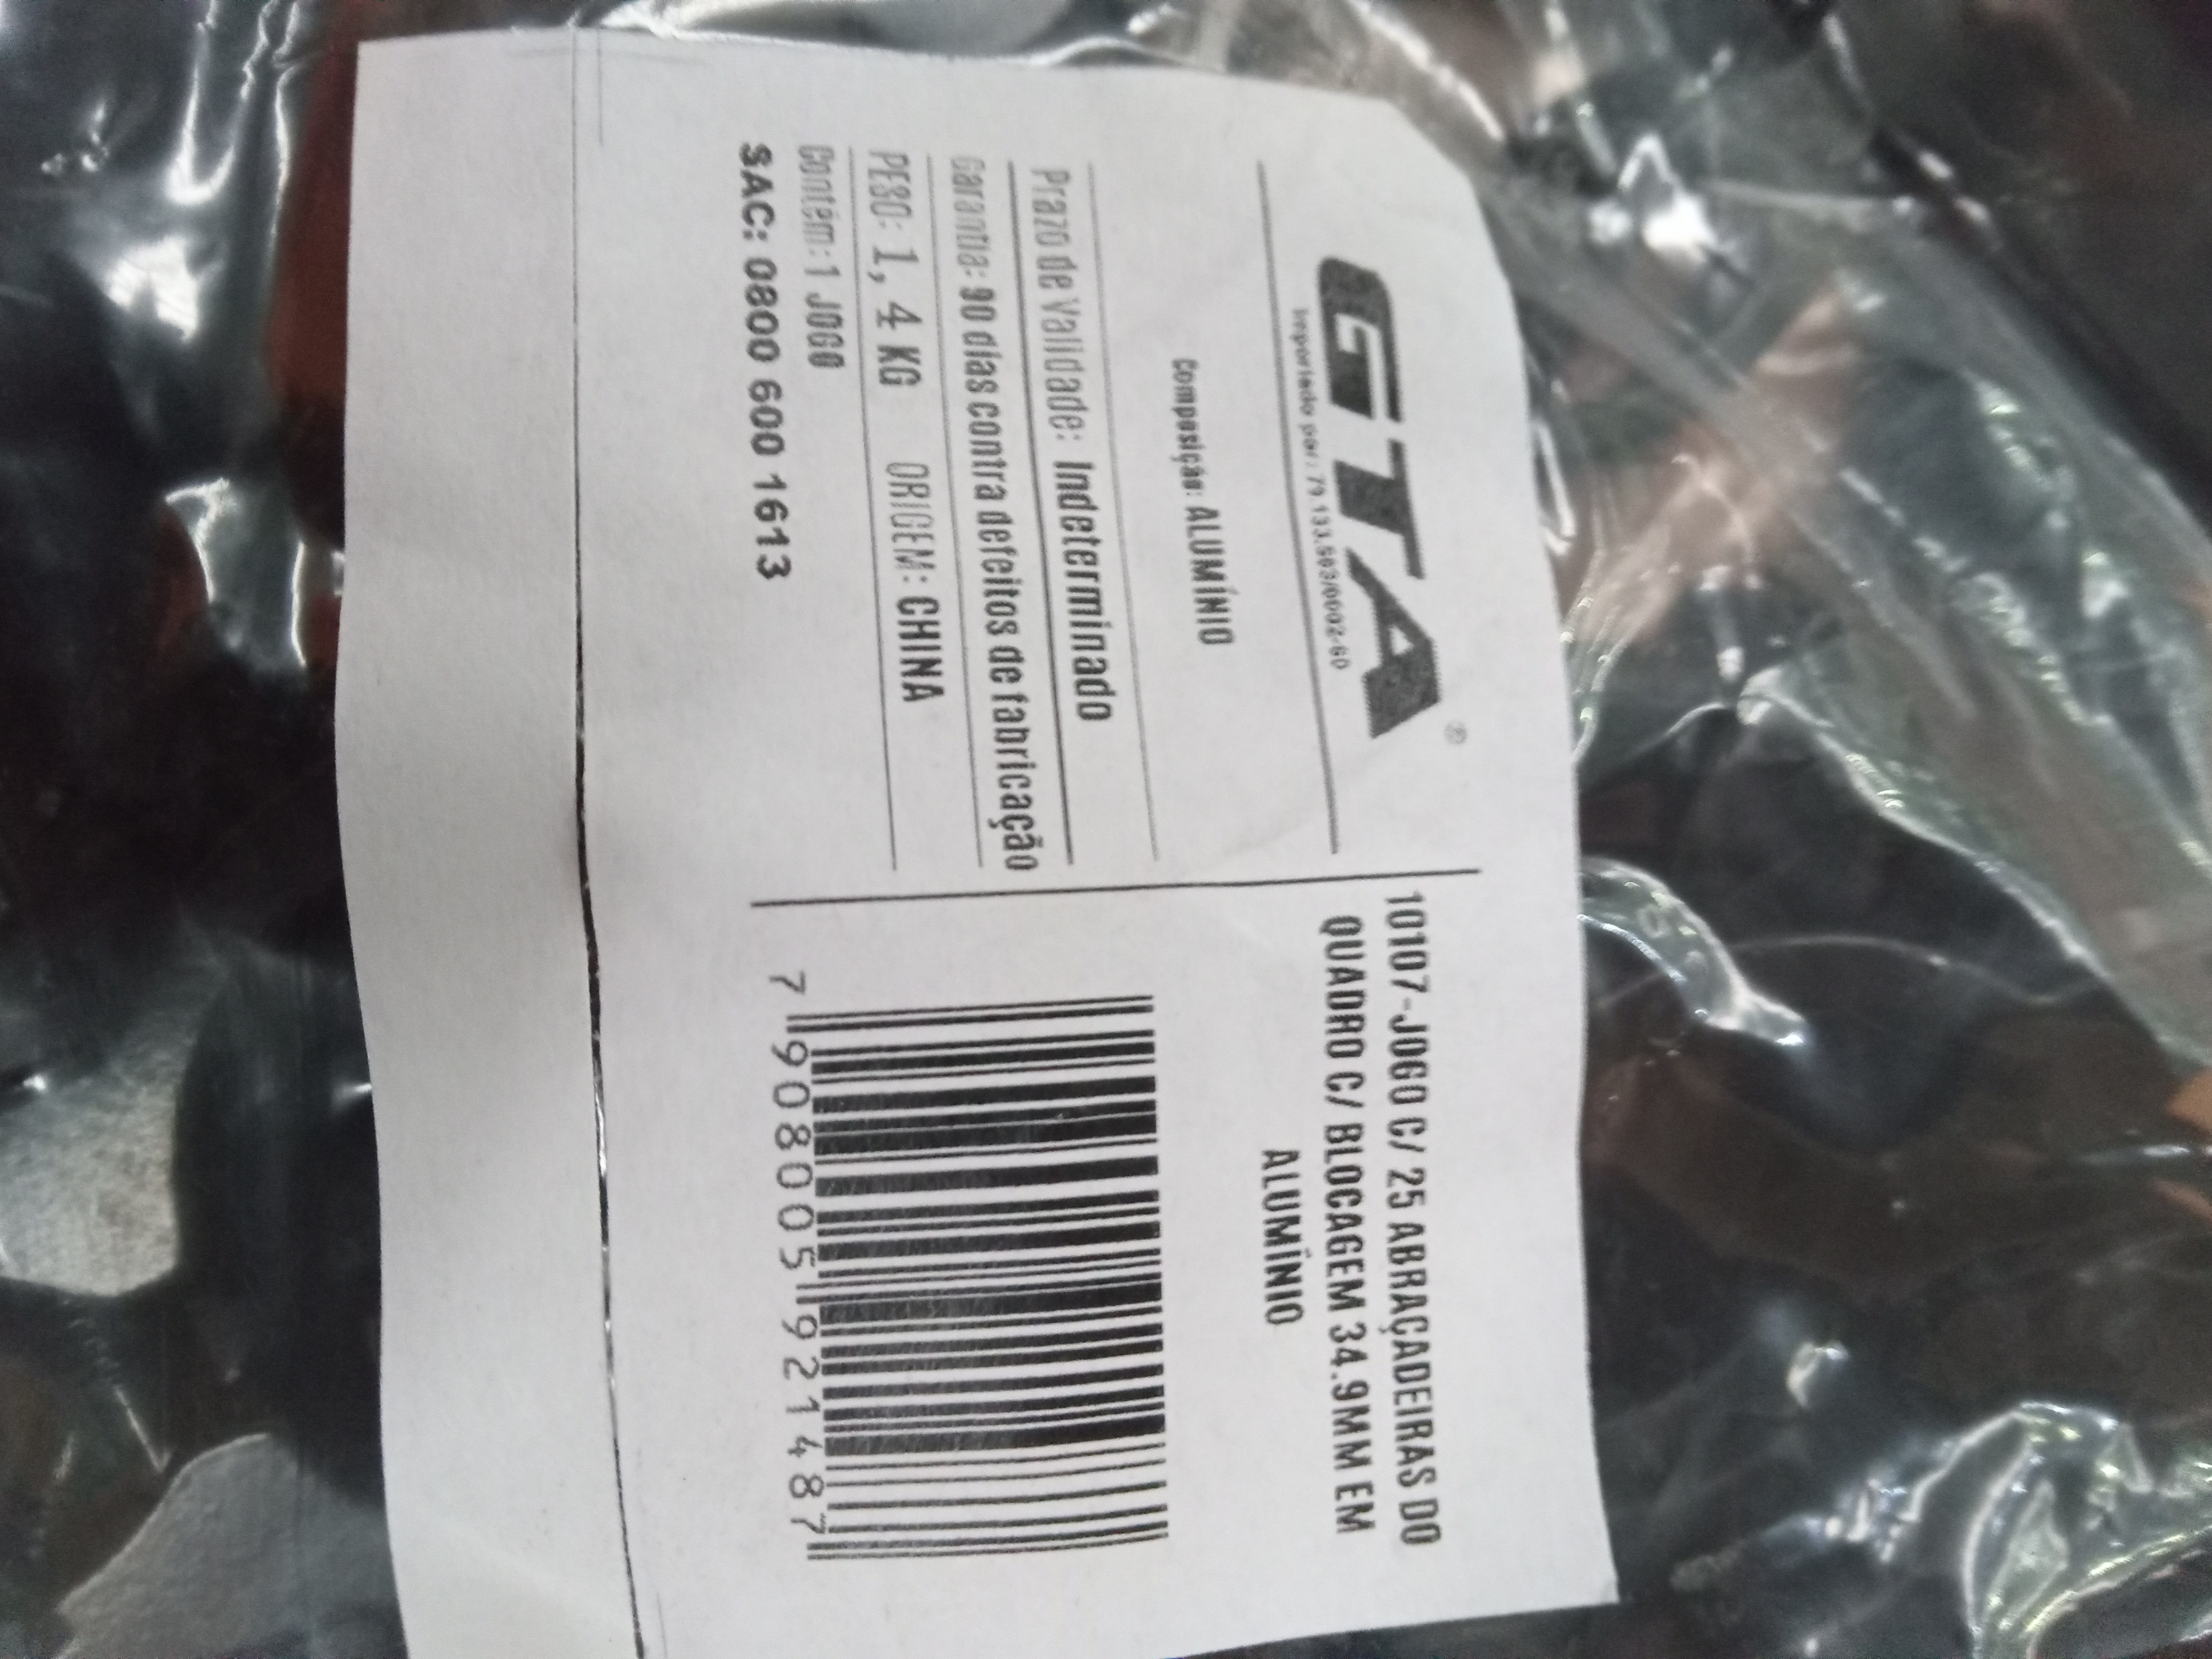 GTA®
Importado por: 79.133.563/0002-60
Composição: ALUMÍNIO
Prazo de Validade: Indeterminado
Garantia: 90 dias contra defeitos de fabricação
PESO: 1,4 KG ORIGEM: CHINA
Contém: 1 JOGO
SAC: 0800 600 1613
10107-JOGO C/ 25 ABRAÇADEIRAS DO
QUADRO C/ BLOCAGEM 34.9MM EM
ALUMÍNIO
7 908005 921487